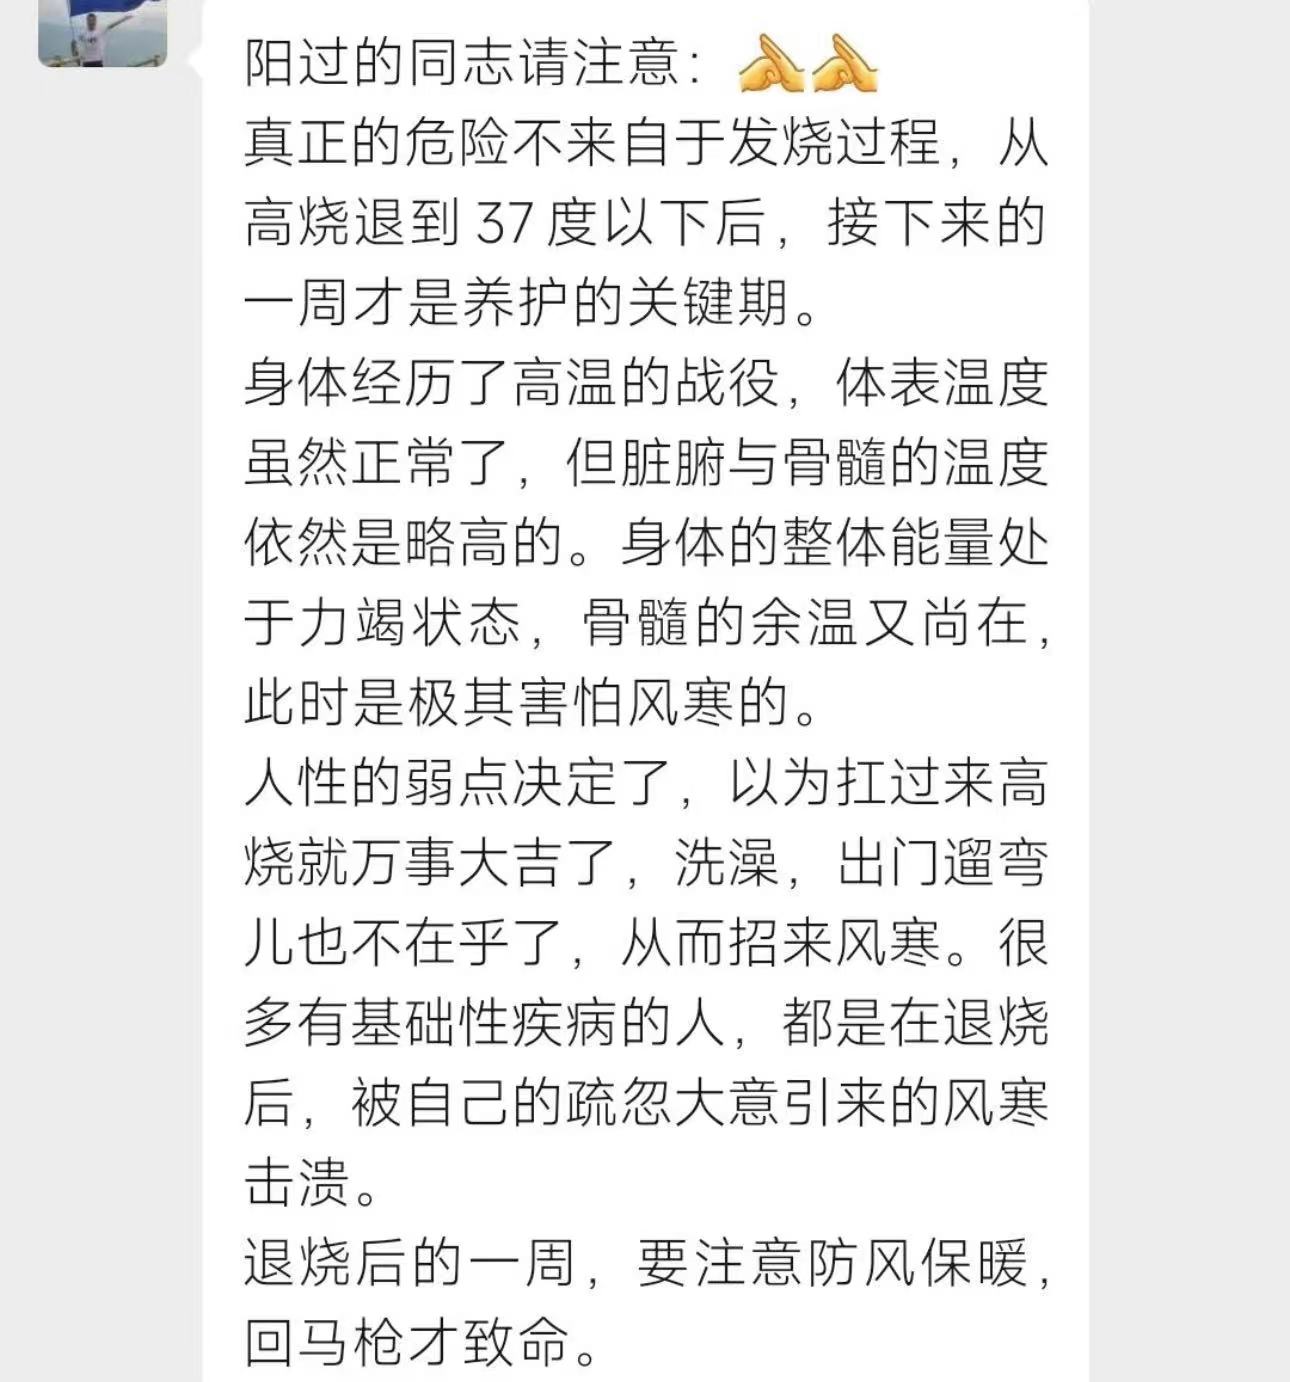 阳过的同志请注意：
真正的危险不来自于发烧过程，从
高烧退到 37 度以下后，接下来的
一周才是养护的关键期。
身体经历了高温的战役，体表温度
虽然正常了，但脏腑与骨髓的温度
依然是略高的。身体的整体能量处
于力竭状态，骨髓的余温又尚在，
此时是极其害怕风寒的。
人性的弱点决定了，以为扛过来高
烧就万事大吉了，洗澡，出门遛弯
儿也不在乎了，从而招来风寒。很
多有基础性疾病的人，都是在退烧
后，被自己的疏忽大意引来的风寒
击溃。
退烧后的一周，要注意防风保暖，
回马枪才致命。